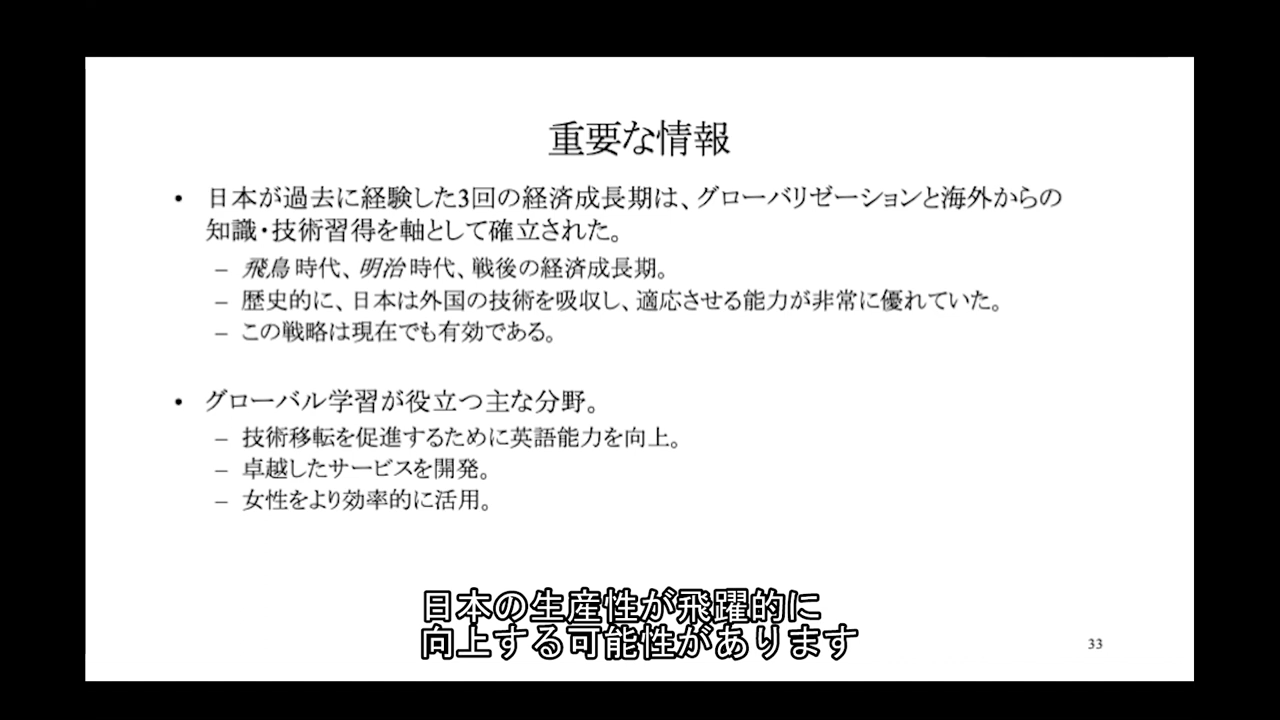 重要な情報
• 日本が過去に経験した3回の経済成長期は、グローバリゼーションと海外からの
知識・技術習得を軸として確立された。
– 飛鳥時代、明治時代、戦後の経済成長期。
– 歴史的に、日本は外国の技術を吸収し、適応させる能力が非常に優れていた。
– この戦略は現在でも有効である。
• グローバル学習が役立つ主な分野。
– 技術移転を促進するために英語能力を向上。
– 卓越したサービスを開発。
– 女性をより効率的に活用。
日本の生産性が飛躍的に
向上する可能性があります
33